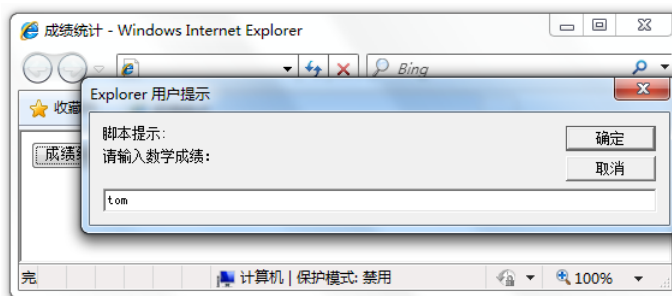 成绩统计 - Windows Internet Explorer
Bing
Explorer 用户提示
收藏
脚本提示:
请输入数学成绩:
确定
取消
成绩
tom
完
计算机 | 保护模式: 禁用
100%